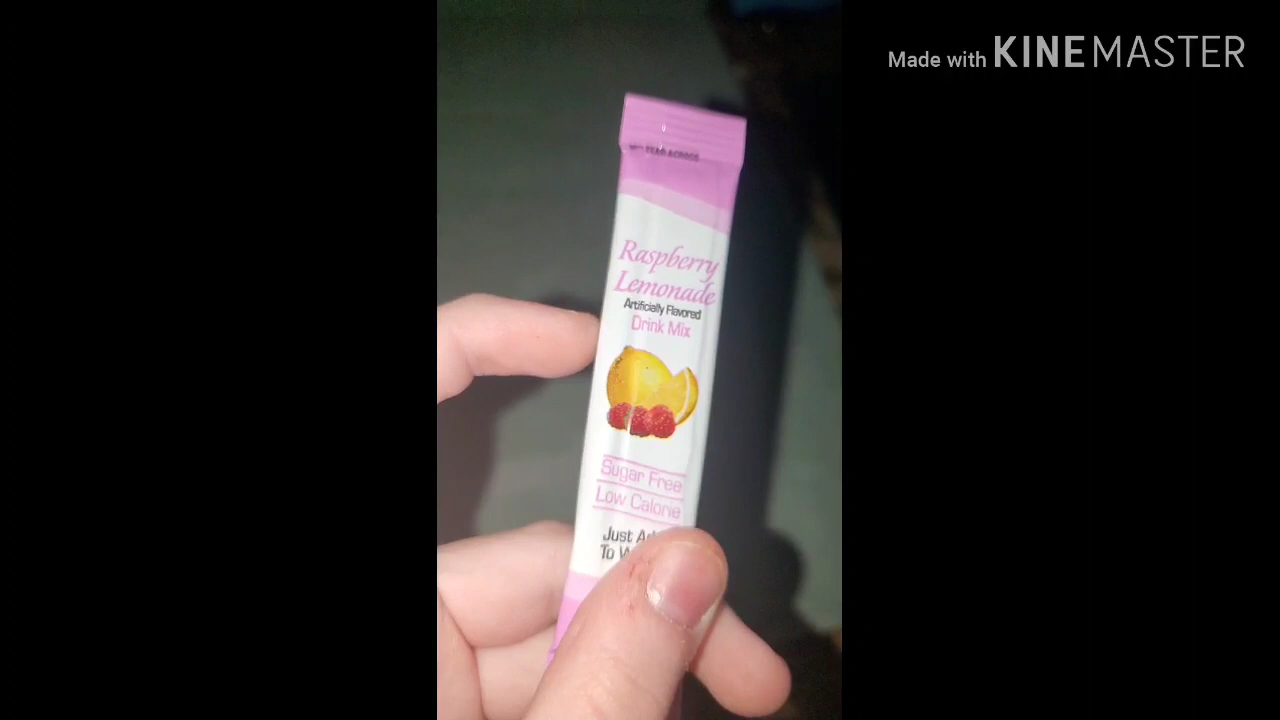 Made with KINEMASTER
TEAR ACROSS
Raspberry
Lemonade
Artificially Flavored
Drink Mix
Sugar Free
Low Calorie
Just
To